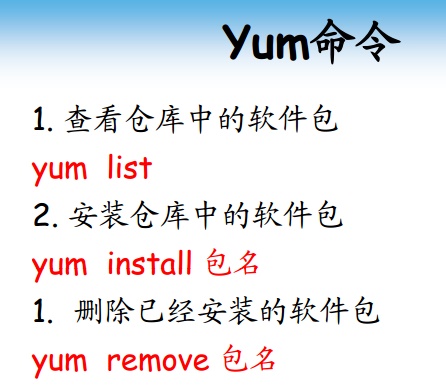 Yum命令
1. 查看仓库中的软件包
yum list
2. 安装仓库中的软件包
yum install 包名
1. 删除已经安装的软件包
yum remove 包名